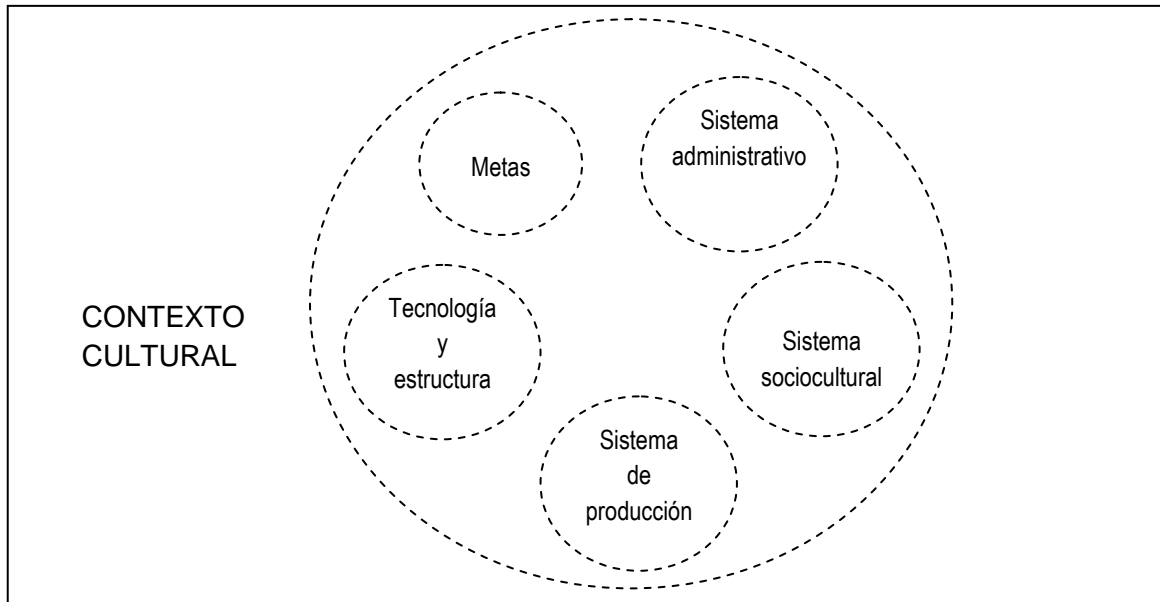 Metas
Sistema
administrativo
CONTEXTO
CULTURAL
Tecnología
y
estructura
Sistema
sociocultural
Sistema
de
producción